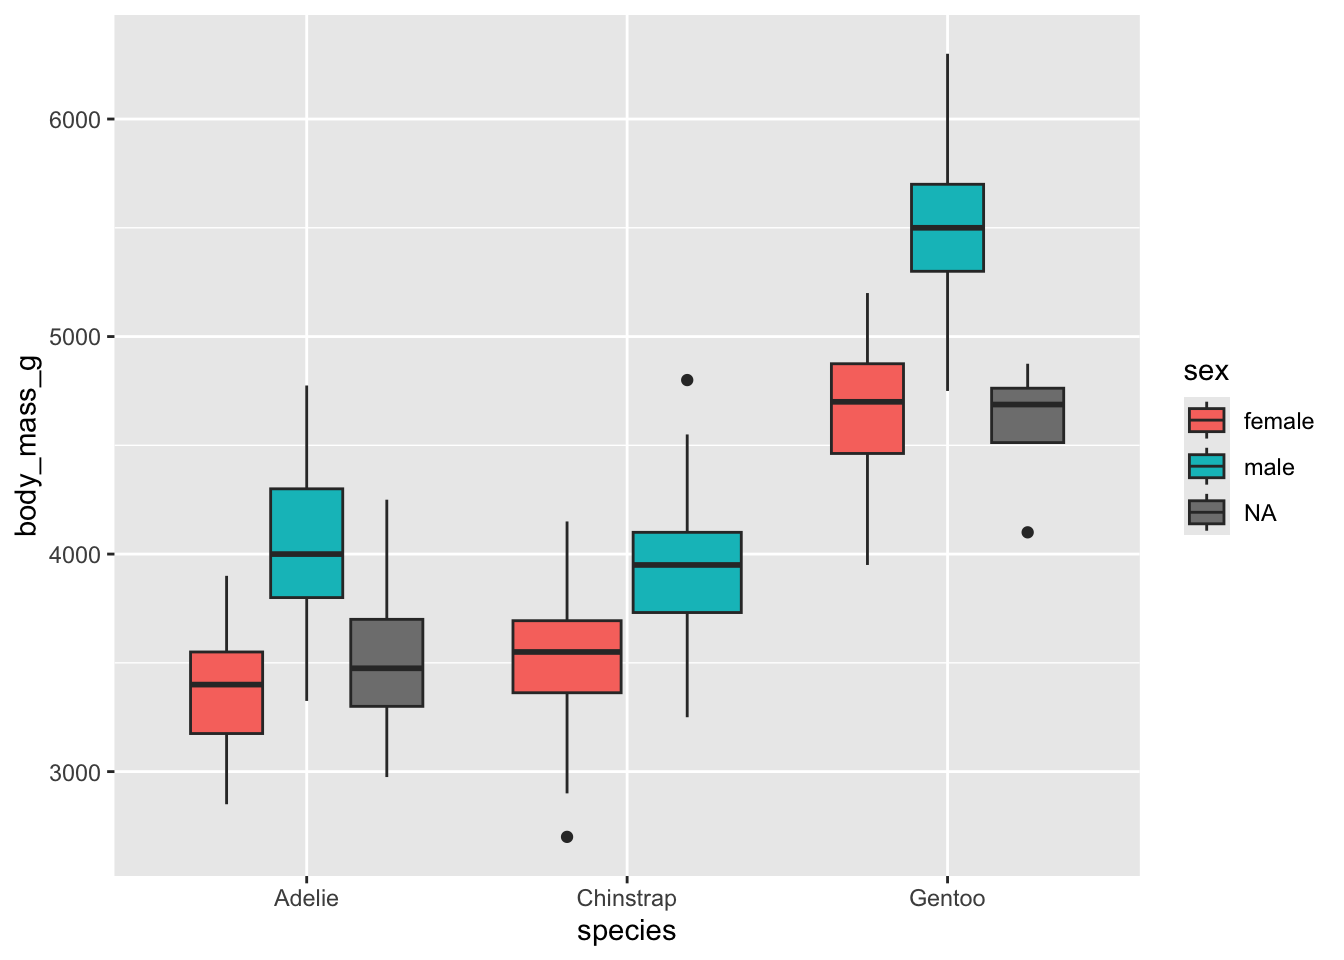 body_mass_g
6000
5000
4000
3000
Adelie
Chinstrap
Gentoo
species
sex
female
male
NA